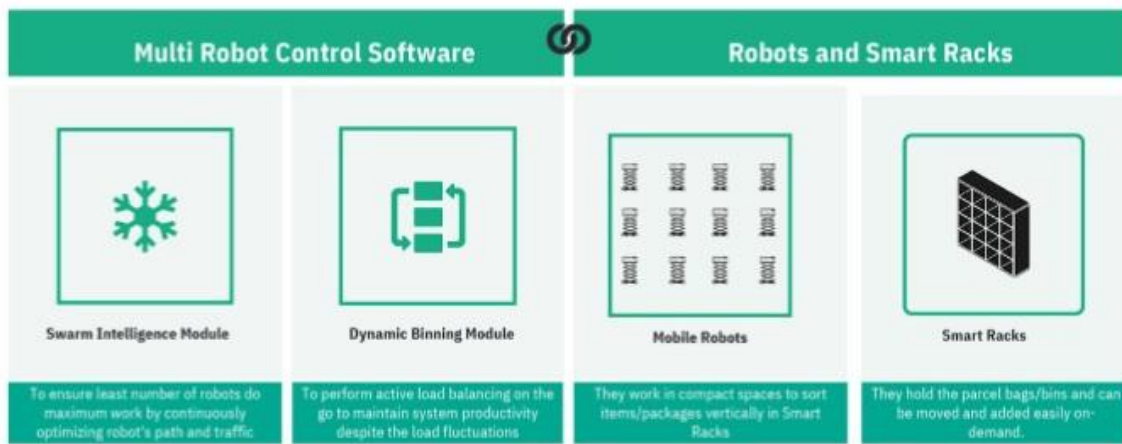 Multi Robot Control Software
Robots and Smart Racks
Swarm Intelligence Module
To ensure least number of robots do
maximum work by continuously
optimizing robot's path and traffic
Dynamic Binning Module
To perform active load balancing on the
go to maintain system productivity
despite the load fluctuations
Mobile Robots
They work in compact spaces to sort
items/packages vertically in Smart
Racks
Smart Racks
They hold the parcel bags/bins and can
be moved and added easily on-
demand.